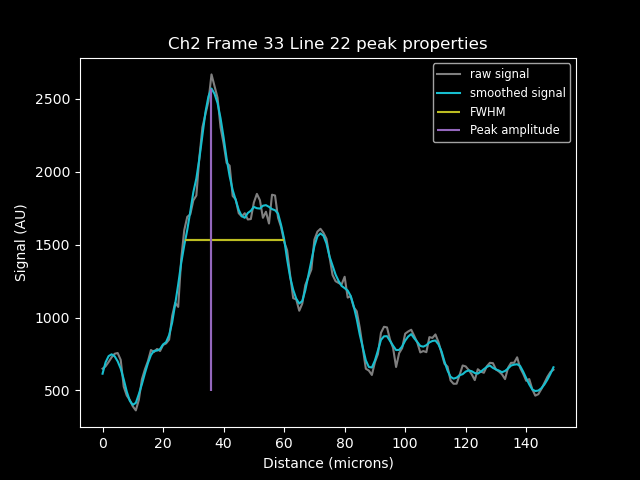 Ch2 Frame 33 Line 22 peak properties
raw signal
smoothed signal
FWHM
Peak amplitude
Signal (AU)
2500
2000
1500
1000
500
0 20 40 60 80 100 120 140
Distance (microns)